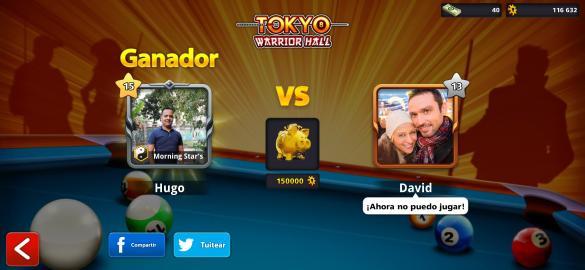 40
116 632
TOKYO
WARRIOR HALL
Ganador
15
VS
13
Morning Star's
Hugo
150000
David
¡Ahora no puedo jugar!
f Compartir
Tuitear
2